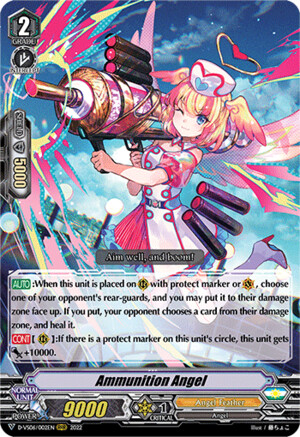 2
GRADE
INTERCEPT
5000
Aim well, and boom!
AUTO :When this unit is placed on with protect marker or , choose
one of your opponent's rear-guards, and you may put it to their damage
zone face up. If you put, your opponent chooses a card from their damage
zone, and heal it.
CONT [ ]:If there is a protect marker on this unit's circle, this unit gets
+10000.
Ammunition Angel
NORMAL
UNIT
POWER
9000
1
CRITICAL
Angel Feather
Angel
D-VS06/002EN RRR 2022
Illust /